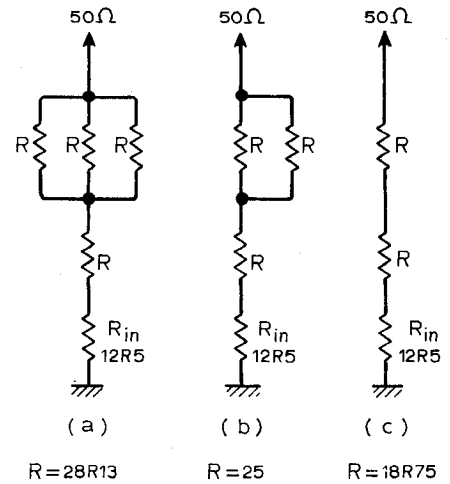 50Ω 50Ω 50Ω
R R R R R R
R R R
Rin Rin Rin
12R5 12R5 12R5
(a) (b) (c)
R=28R13 R=25 R=18R75